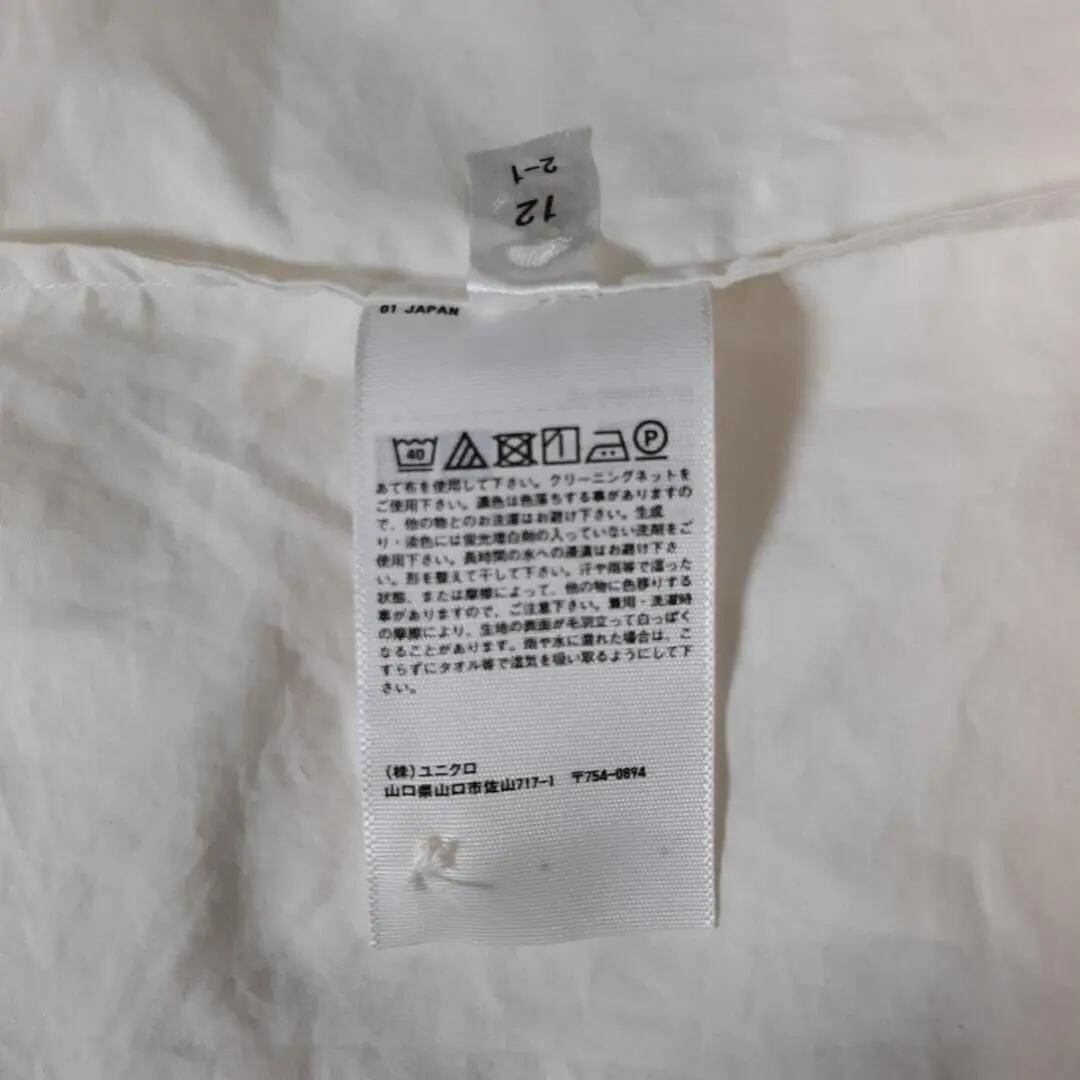 2-1
12
01 JAPAN
40
P
あて布を使用して下さい。クリーニングネットを
ご使用下さい。濃色は色落ちする事がありますの
で、他の物とのお洗濯はお避け下さい。生成
り・淡色には蛍光増白剤の入っていない洗剤をご
使用下さい。長時間の水への浸漬はお避け下さ
い。形を整えて干して下さい。汗や雨等で湿った
状態、または摩擦によって、他の物に色移りする
事がありますので、ご注意下さい。着用・洗濯時
の摩擦により、生地の表面が毛羽立って白っぽく
なることがあります。雨や水に濡れた場合は、こ
すらずにタオル等で湿気を吸い取るようにして下
さい。
(株)ユニクロ
山口県山口市佐山717-1 〒754-0894